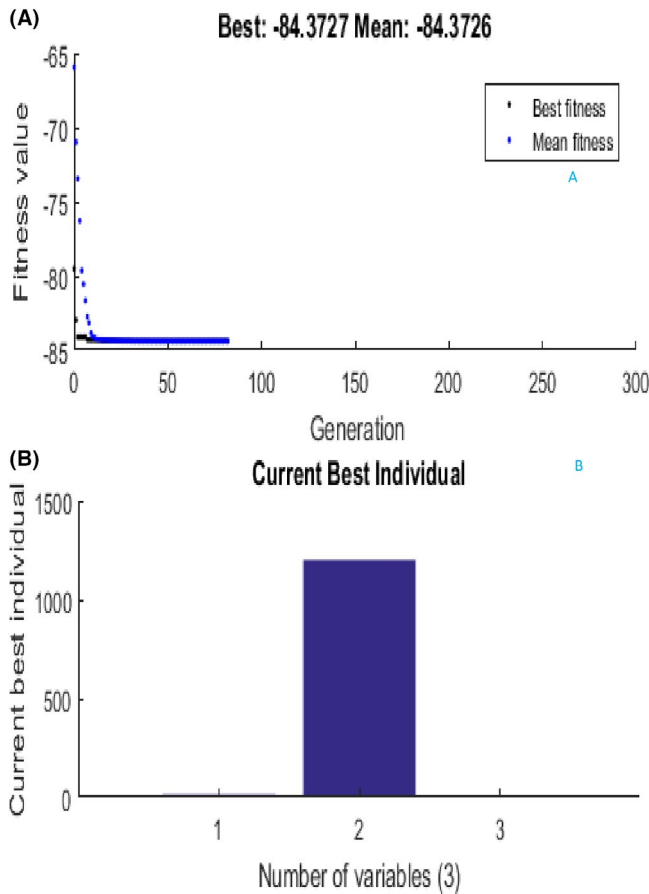 (A)
Best: -84.3727 Mean: -84.3726
-65
-70
-75
-80
-85
Fitness value
Best fitness
Mean fitness
A
0 50 100 150 200 250 300
Generation
(B)
Current Best Individual
B
1500
1000
500
0
Current best individual
1 2 3
Number of variables (3)